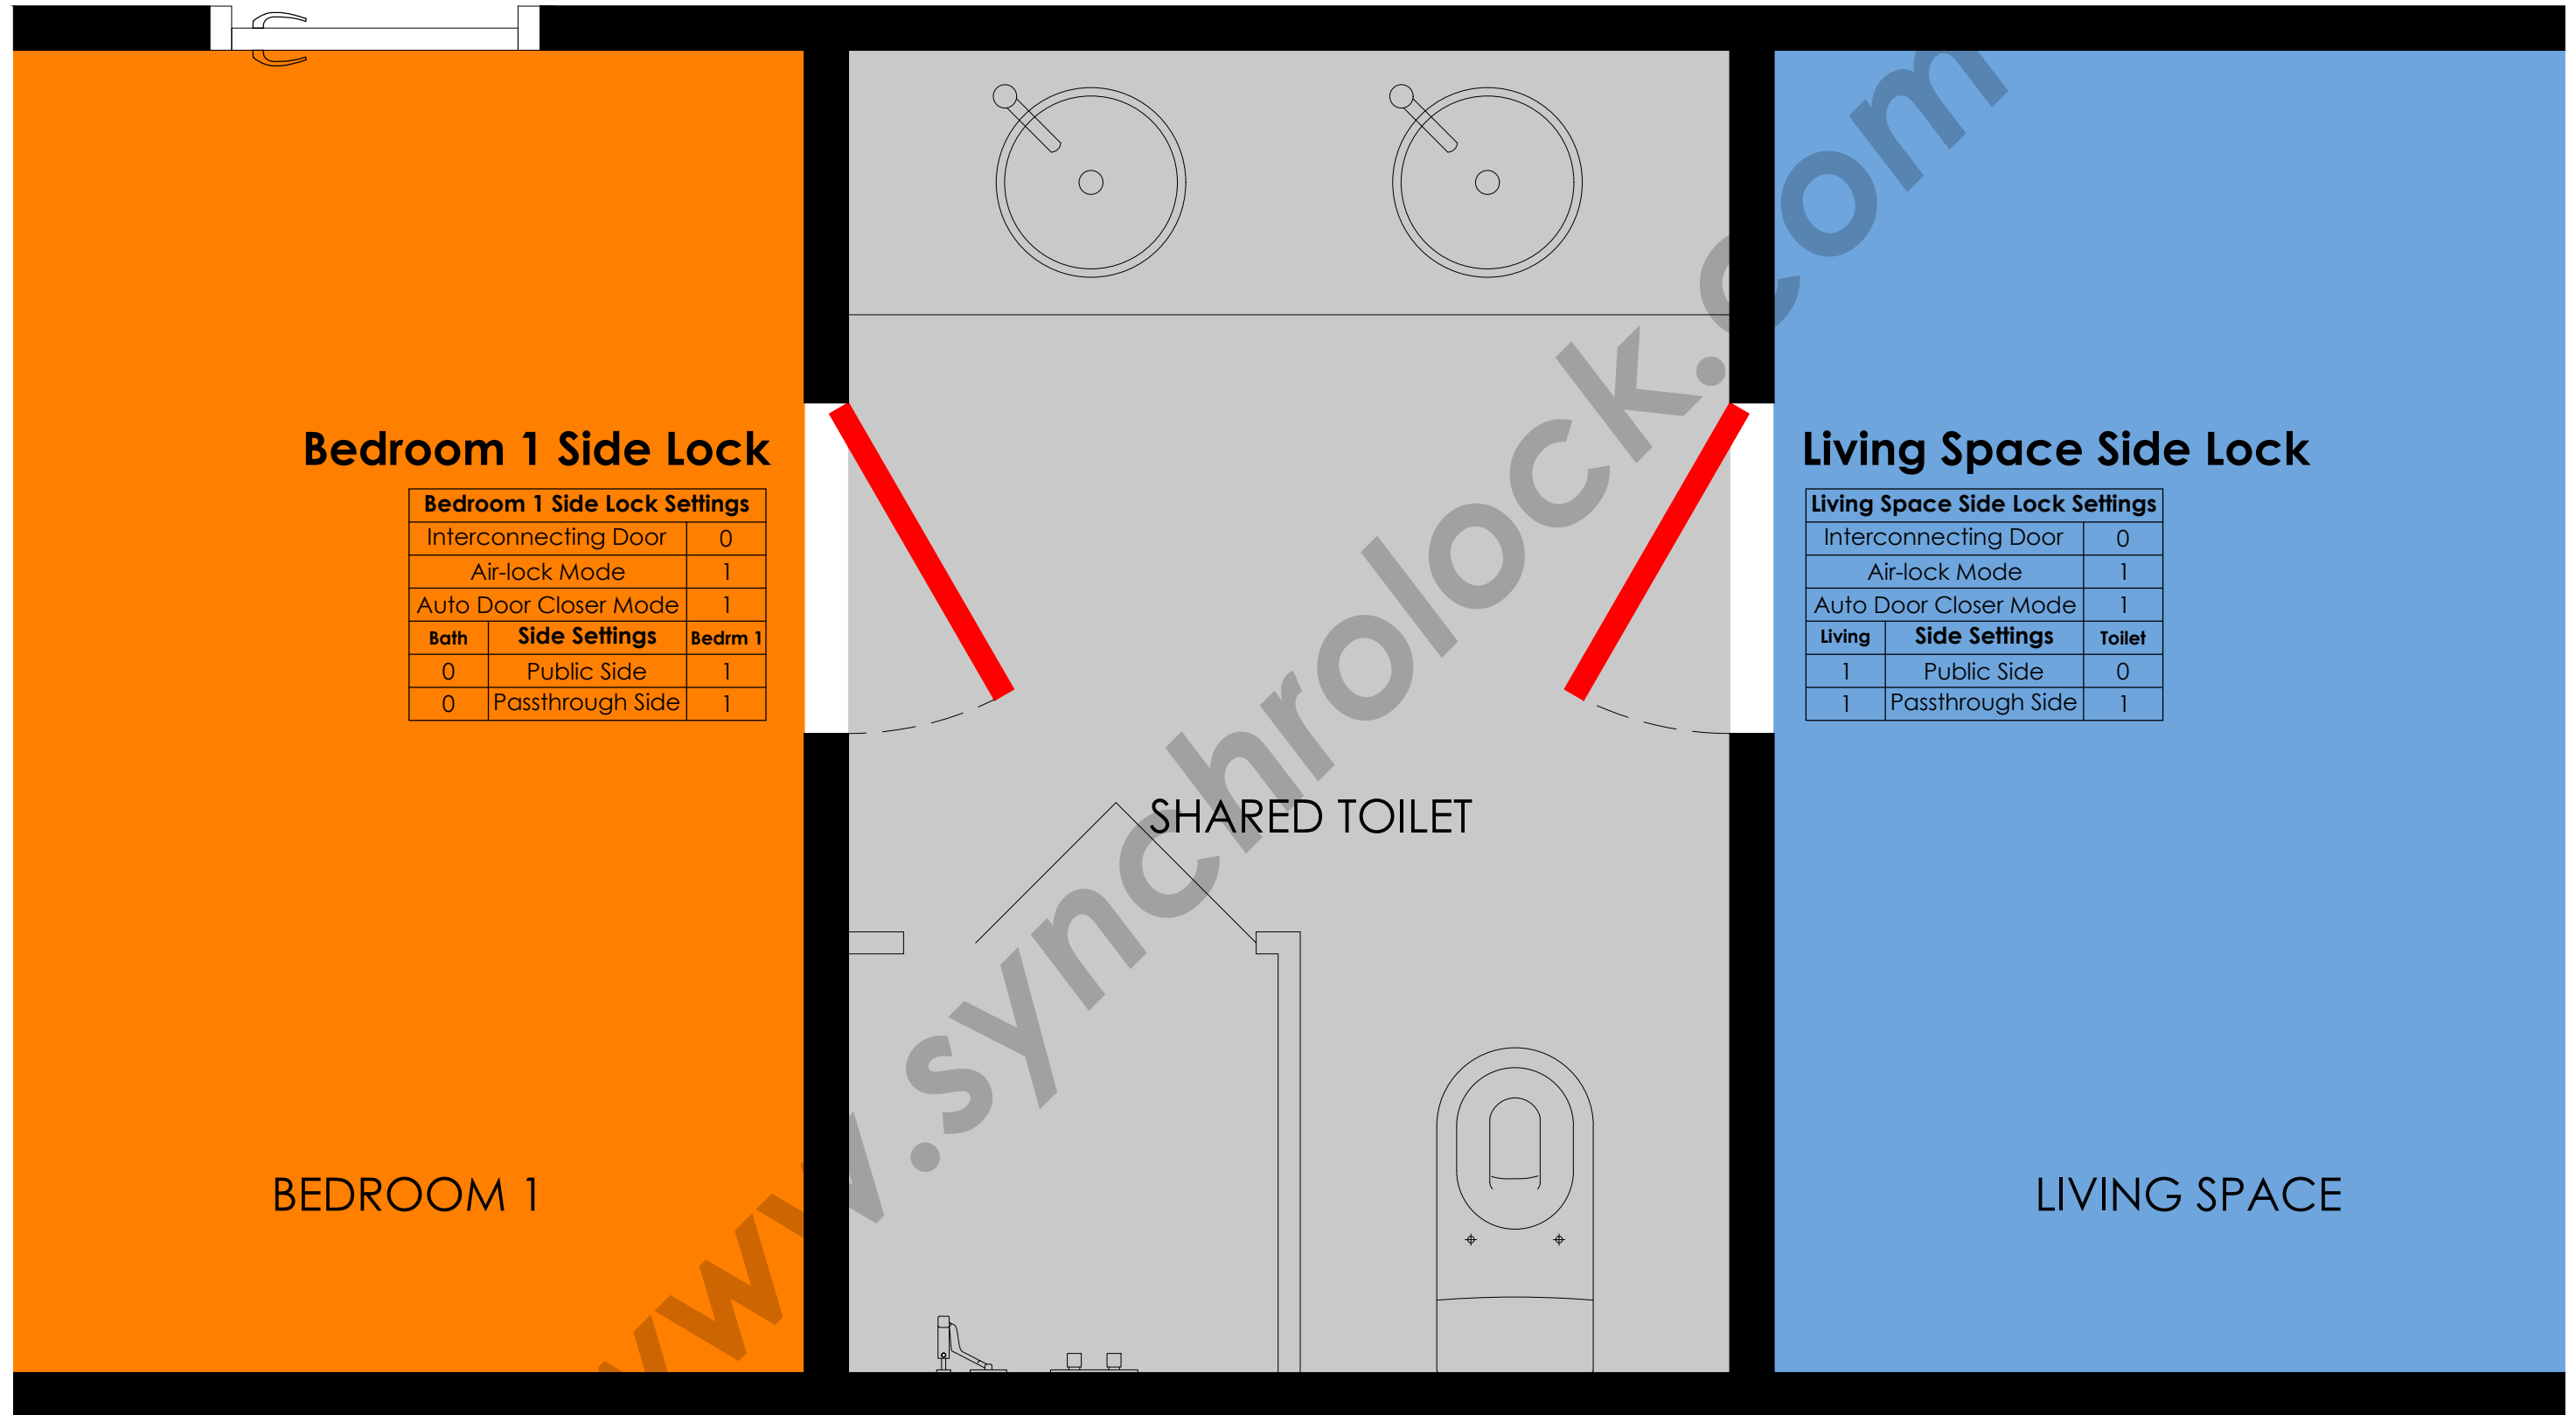 Bedroom 1 Side Lock
Bedroom 1 Side Lock Settings
Interconnecting Door 0
Air-lock Mode 1
Auto Door Closer Mode 1
Bath Side Settings Bedrm 1
0 Public Side 1
0 Passthrough Side 1
Living Space Side Lock
Living Space Side Lock Settings
Interconnecting Door 0
Air-lock Mode 1
Auto Door Closer Mode 1
Living Side Settings Toilet
1 Public Side 0
1 Passthrough Side 1
SHARED TOILET
BEDROOM 1
LIVING SPACE
www.synchrolock.com